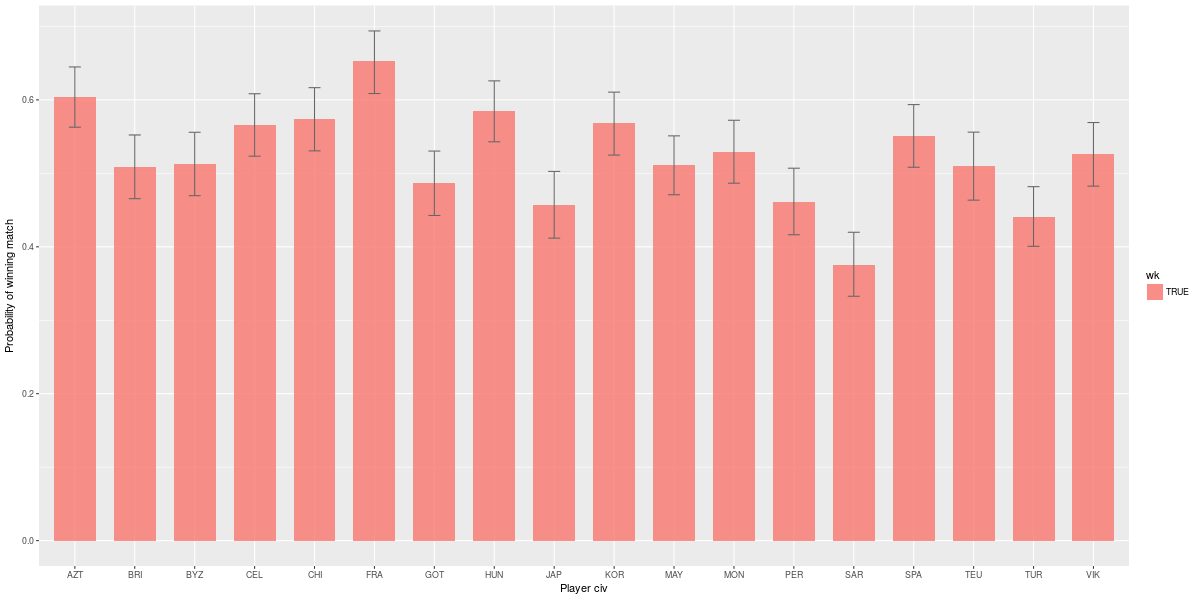 Probability of winning match
0.6
0.4
0.2
0.0
AZT BRI BYZ CEL CHI FRA GOT HUN JAP KOR MAY MON PER SAR SPA TEU TUR VIK
Player civ
wk
TRUE